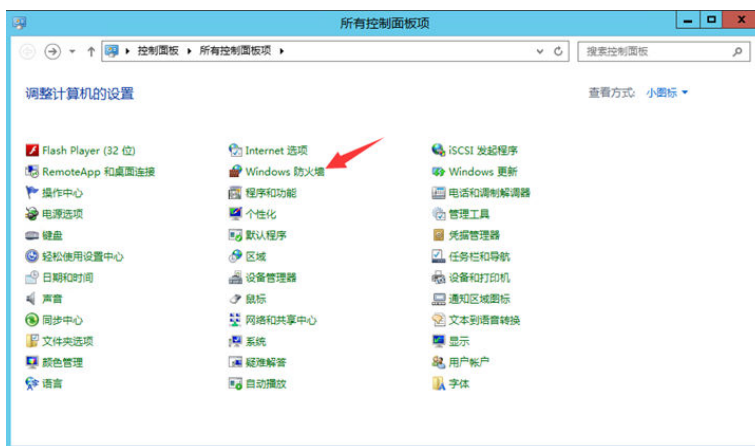 所有控制面板项
控制面板 所有控制面板项 搜索控制面板
调整计算机的设置 查看方式: 小图标
Flash Player (32 位) Internet 选项 iSCSI 发起程序
RemoteApp 和桌面连接 Windows 防火墙 Windows 更新
操作中心 程序和功能 电话和调制解调器
电源选项 个性化 管理工具
键盘 默认程序 凭据管理器
轻松使用设置中心 区域 任务栏和导航
日期和时间 设备管理器 设备和打印机
声音 鼠标 通知区域图标
同步中心 网络和共享中心 文本到语音转换
文件夹选项 系统 显示
颜色管理 疑难解答 用户帐户
语言 自动播放 字体